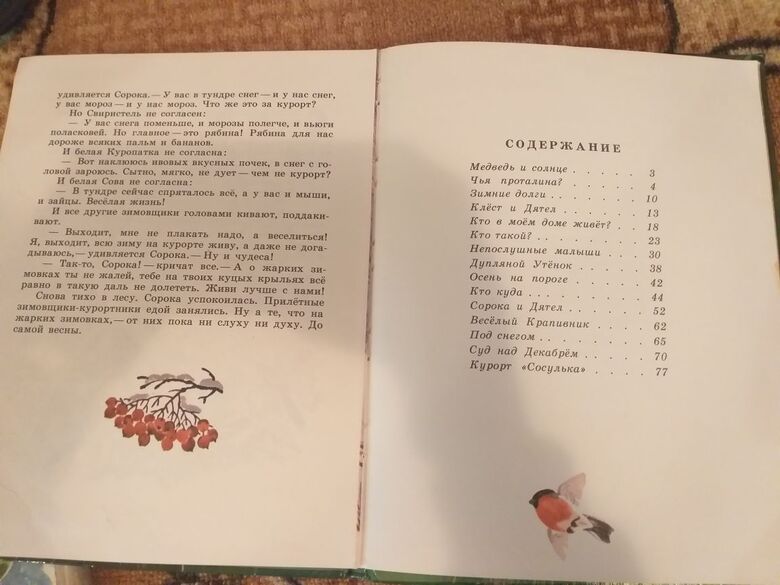 удивляется Сорока. — У вас в тундре снег — и у нас снег,
у вас мороз — и у нас мороз. Что же это за курорт?
Но Свиристель не согласен:
— У вас снега поменьше, и морозы полегче, и вьюги
поласковей. Но главное — это рябина! Рябина для нас
дороже всяких пальм и бананов.
И белая Куропатка не согласна:
— Вот наклююсь ивовых вкусных почек, в снег с го-
ловой зароюсь. Сытно, мягко, не дует — чем не курорт?
И белая Сова не согласна:
— В тундре сейчас спряталось всё, а у вас и мыши,
и зайцы. Весёлая жизнь!
И все другие зимовщики головами кивают, поддаки-
вают.
— Выходит, мне не плакать надо, а веселиться!
Я, выходит, всю зиму на курорте живу, а даже не дога-
дываюсь, — удивляется Сорока. — Ну и чудеса!
— Так-то, Сорока! — кричат все. — А о жарких зи-
мовках ты не жалей, тебе на твоих куцых крыльях всё
равно в такую даль не долететь. Живи лучше с нами!
Снова тихо в лесу. Сорока успокоилась. Прилётные
зимовщики-курортники едой занялись. Ну а те, что на
жарких зимовках, — от них пока ни слуху ни духу. До
самой весны.
СОДЕРЖАНИЕ
Медведь и солнце . . . . . 3
Чья проталина? . . . . . . 4
Зимние долги . . . . . . . 10
Клёст и Дятел . . . . . . 13
Кто в моём доме живёт? . . 18
Кто такой? . . . . . . . . 23
Непослушные малыши . . . . 30
Дупляной Утёнок . . . . . 38
Осень на пороге . . . . . 42
Кто куда . . . . . . . . . 44
Сорока и Дятел . . . . . . 52
Весёлый Крапивник . . . . 62
Под снегом . . . . . . . . 65
Суд над Декабрём . . . . . 70
Курорт «Сосулька» . . . . 77